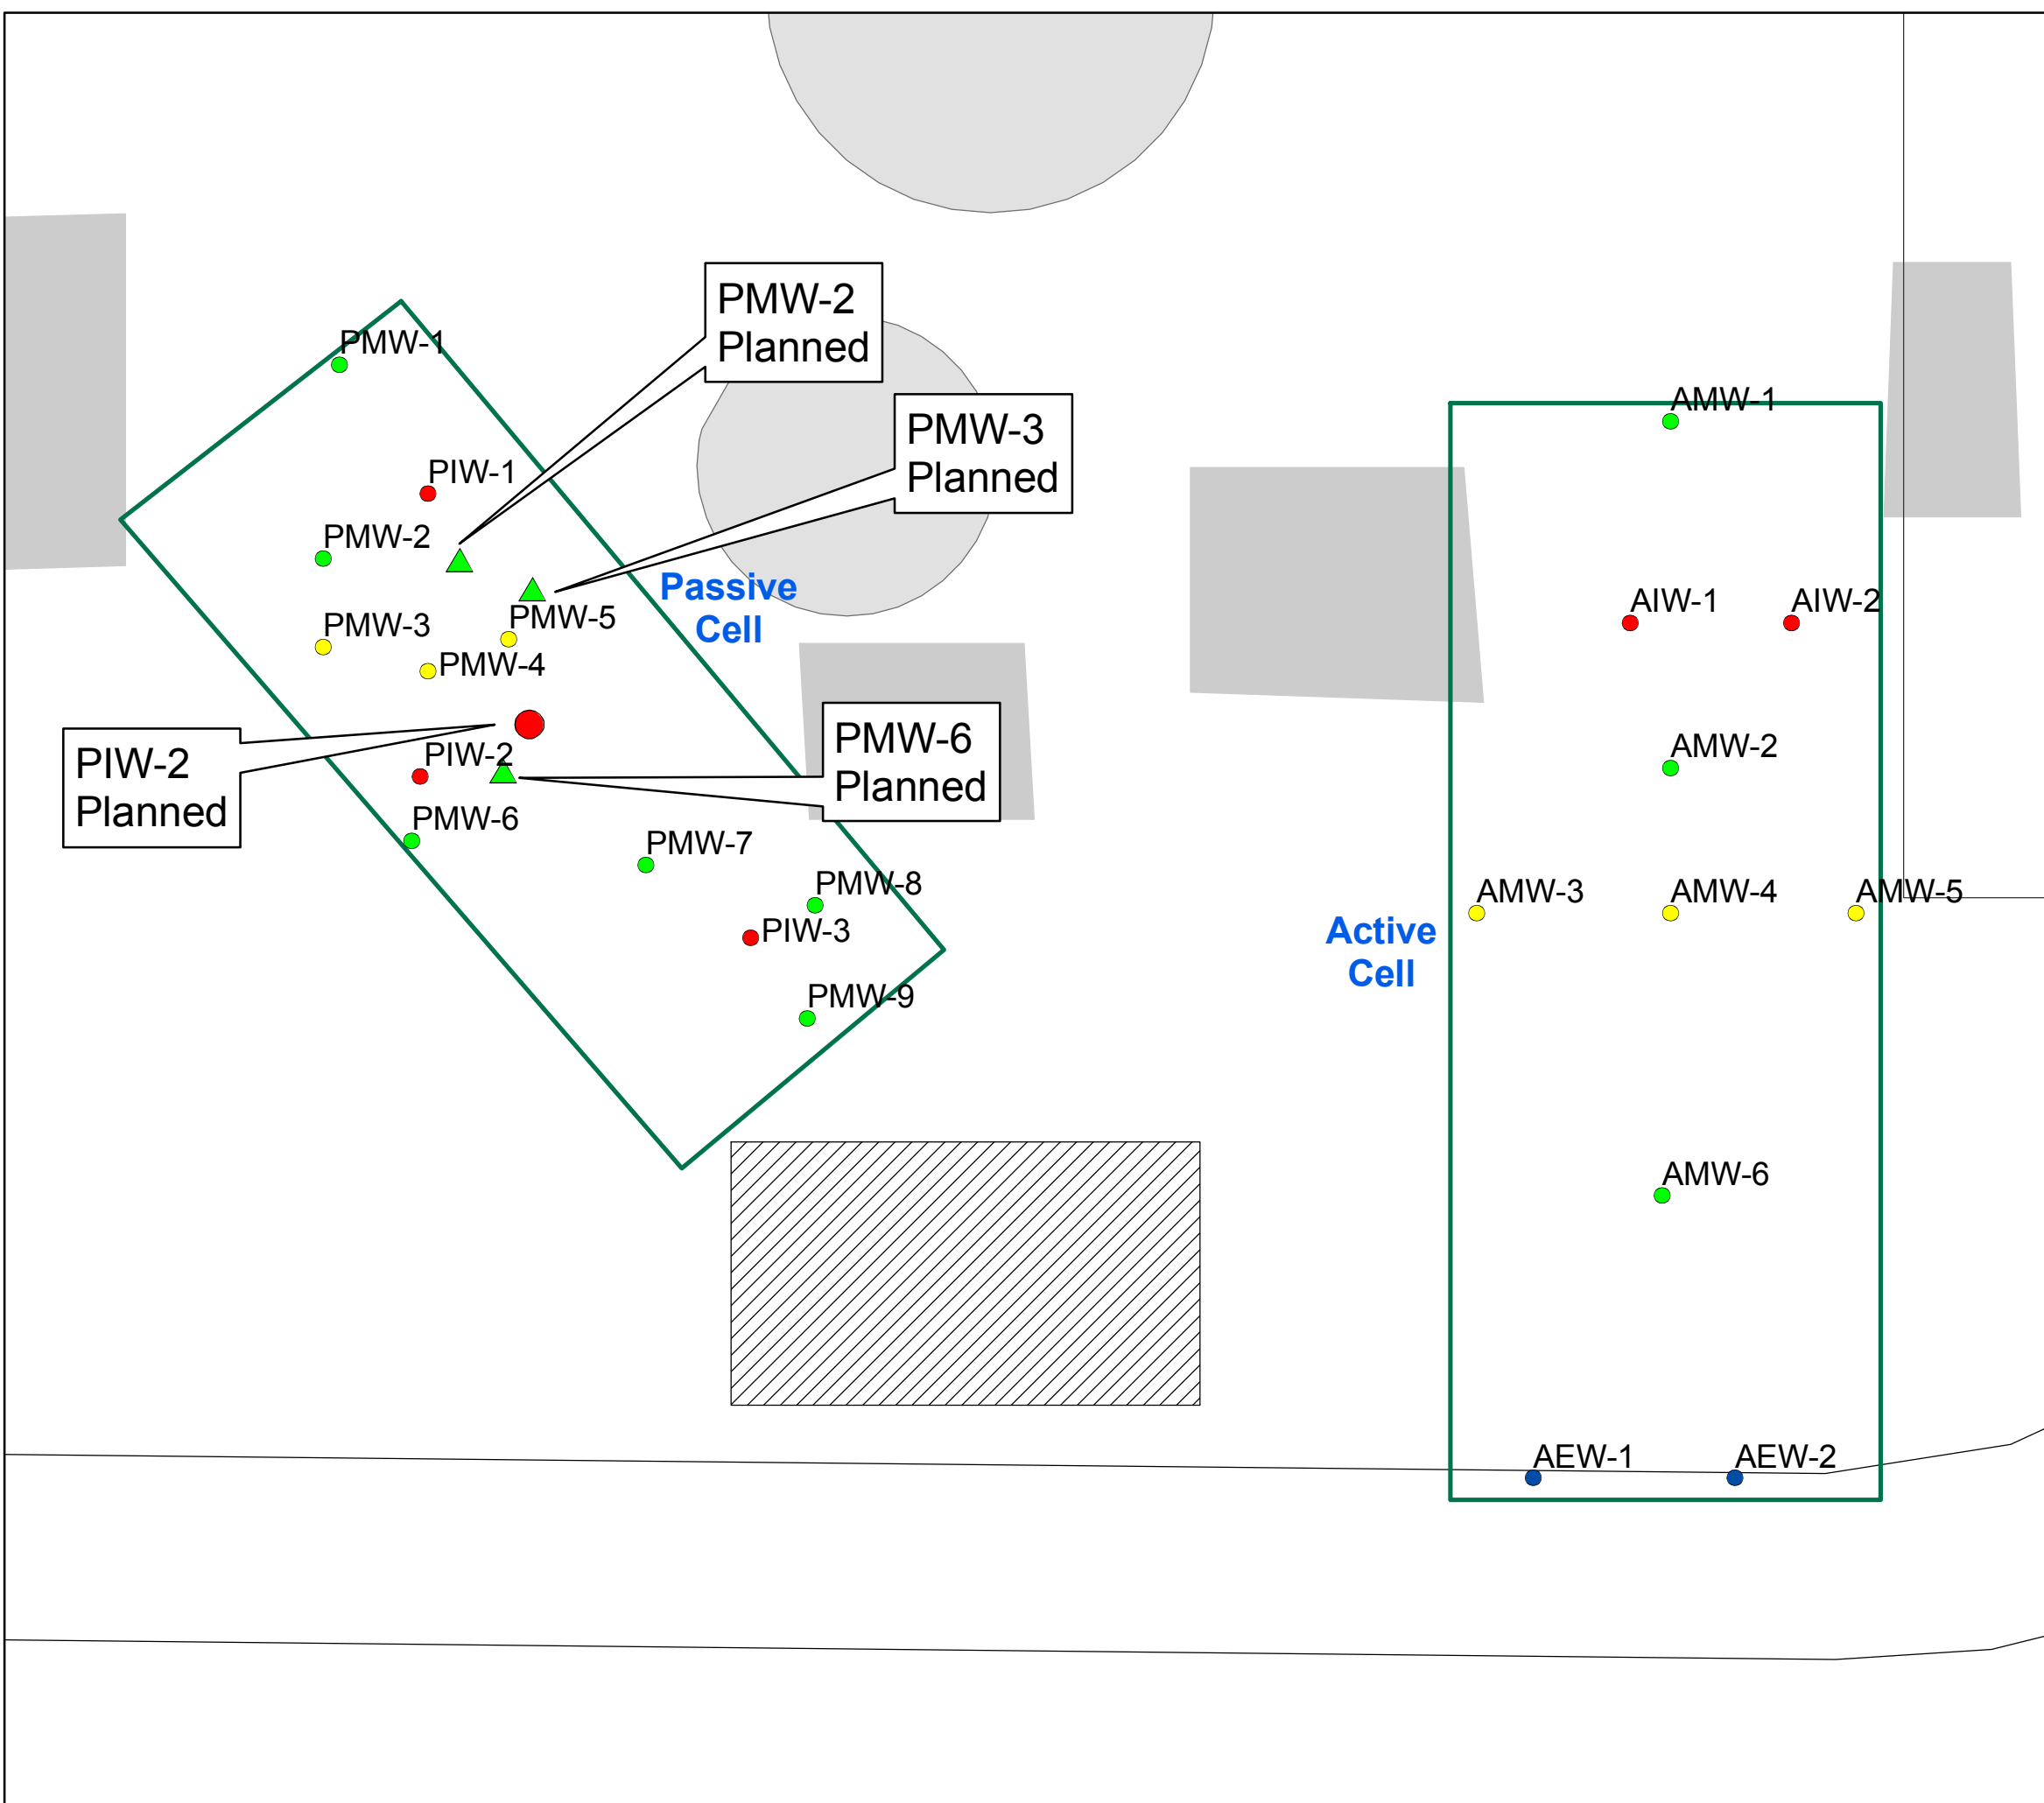 PMW-2
Planned
PMW-1
PMW-3
Planned
AMW-1
PIW-1
PMW-2
Passive
Cell
PMW-5
PMW-3
PMW-4
AIW-1
AIW-2
PIW-2
Planned
PIW-2
PMW-6
Planned
AMW-2
PMW-6
PMW-7
PMW-8
PIW-3
PMW-9
AMW-3
AMW-4
AMW-5
Active
Cell
AMW-6
AEW-1
AEW-2